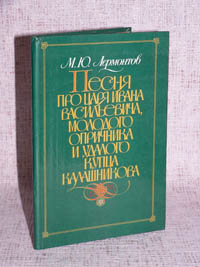 М. Ю. Лермонтов
Песня
про царя Ивана
Васильевича,
молодого
опричника
и удалого
купца
Калашникова